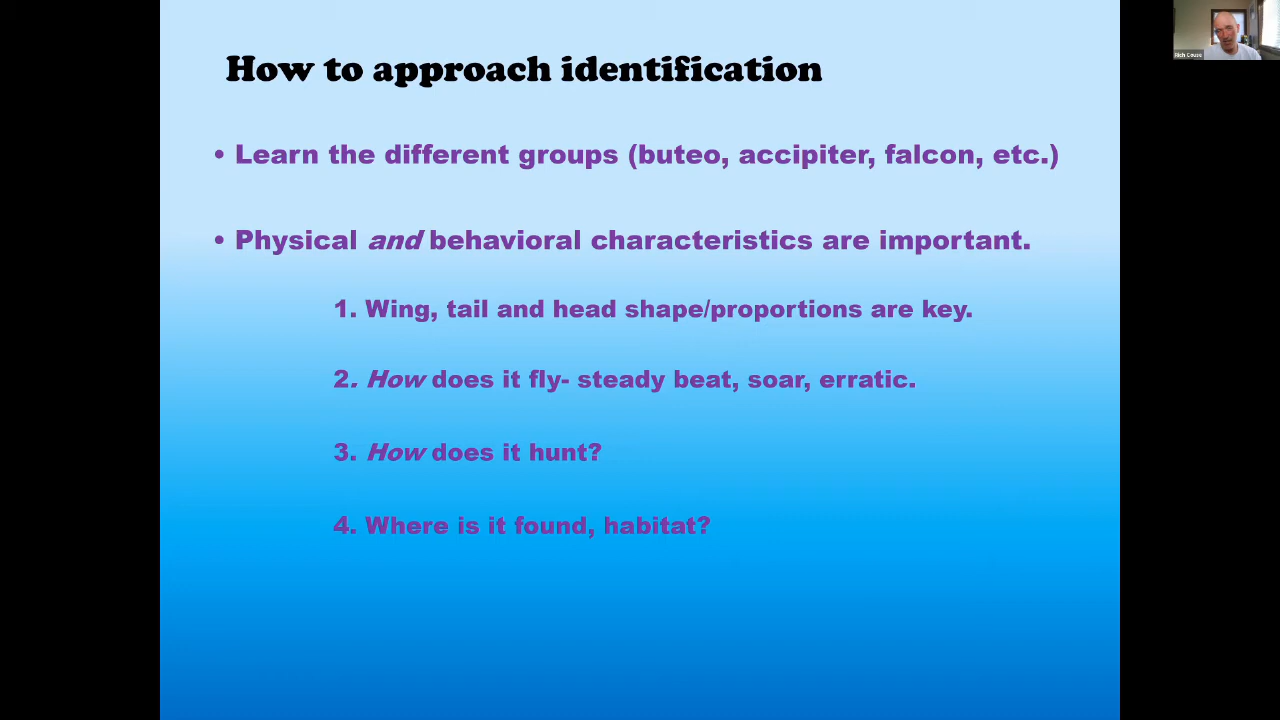 How to approach identification
• Learn the different groups (buteo, accipiter, falcon, etc.)
• Physical and behavioral characteristics are important.
1. Wing, tail and head shape/proportions are key.
2. How does it fly- steady beat, soar, erratic.
3. How does it hunt?
4. Where is it found, habitat?
Rich Couse